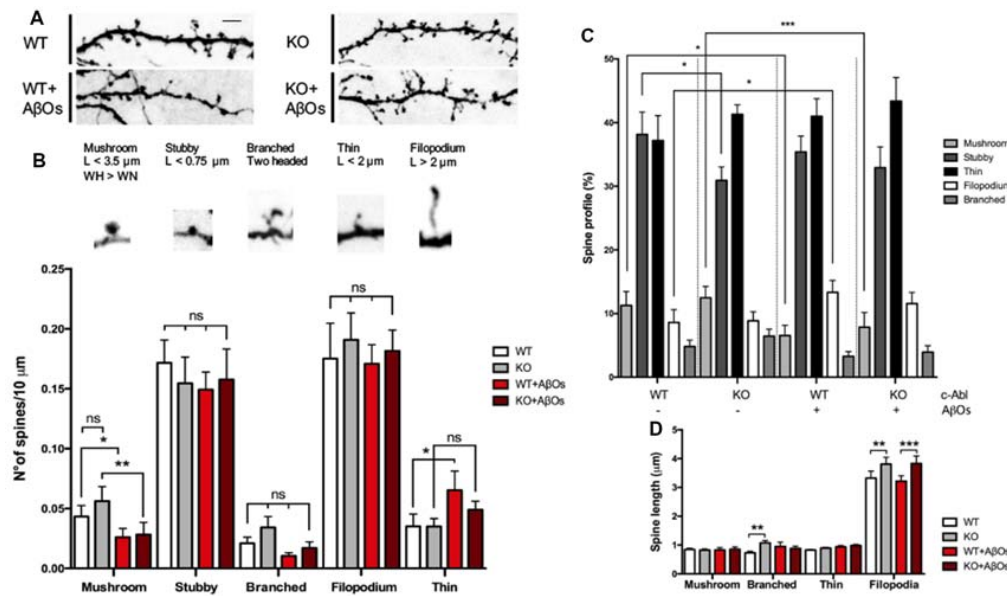 A
WT
KO
WT+
AβOs
KO+
AβOs
B
Mushroom
L < 3.5 μm
WH > WN
Stubby
L < 0.75 μm
Branched
Two headed
Thin
L < 2 μm
Filopodium
L > 2 μm
N°of spines/10 μm
0.25
0.20
0.15
0.10
0.05
0.00
ns
*
**
ns
ns
ns
*
ns
Mushroom Stubby Branched Filopodium Thin
WT
KO
WT+AβOs
KO+AβOs
C
***
*
*
*
Spine profile (%)
50
40
30
20
10
0
Mushroom
Stubby
Thin
Filopodium
Branched
WT KO WT KO c-Abl
- - + + AβOs
D
Spine length (μm)
5
4
3
2
1
0
**
**
***
Mushroom Branched Thin Filopodia
WT
KO
WT+AβOs
KO+AβOs